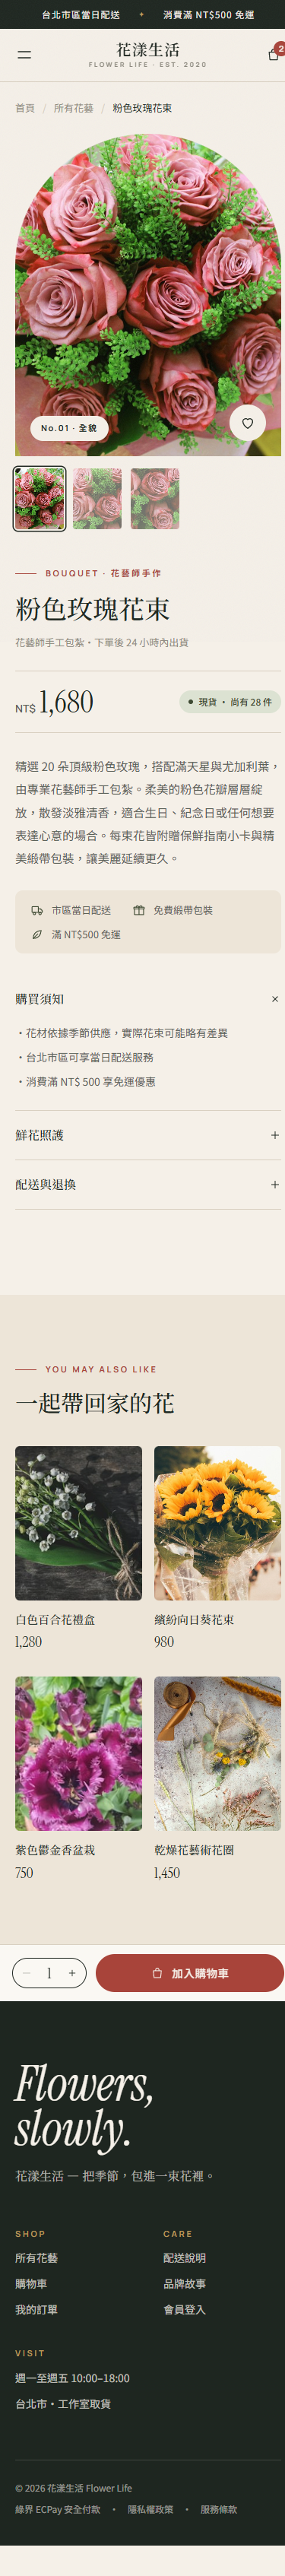 台北市區當日配送 ✦ 消費滿 NT$500 免運
花漾生活
FLOWER LIFE · EST. 2020
2
首頁 / 所有花藝 / 粉色玫瑰花束
No.01 · 全貌
BOUQUET · 花藝師手作
粉色玫瑰花束
花藝師手工包紮・下單後 24 小時內出貨
NT$ 1,680
現貨 ・ 尚有 28 件
精選 20 朵頂級粉色玫瑰，搭配滿天星與尤加利葉，
由專業花藝師手工包紮。柔美的粉色花瓣層層綻
放，散發淡雅清香，適合生日、紀念日或任何想要
表達心意的場合。每束花皆附贈保鮮指南小卡與精
美緞帶包裝，讓美麗延續更久。
市區當日配送 免費緞帶包裝
滿 NT$500 免運
購買須知
・花材依據季節供應，實際花束可能略有差異
・台北市區可享當日配送服務
・消費滿 NT$ 500 享免運優惠
鮮花照護
配送與退換
YOU MAY ALSO LIKE
一起帶回家的花
白色百合花禮盒
1,280
繽紛向日葵花束
980
紫色鬱金香盆栽
750
乾燥花藝術花圈
1,450
− 1 +
加入購物車
Flowers,
slowly.
花漾生活 — 把季節，包進一束花裡。
SHOP
所有花藝
購物車
我的訂單
CARE
配送說明
品牌故事
會員登入
VISIT
週一至週五 10:00–18:00
台北市・工作室取貨
© 2026 花漾生活 Flower Life
綠界 ECPay 安全付款 • 隱私權政策 • 服務條款